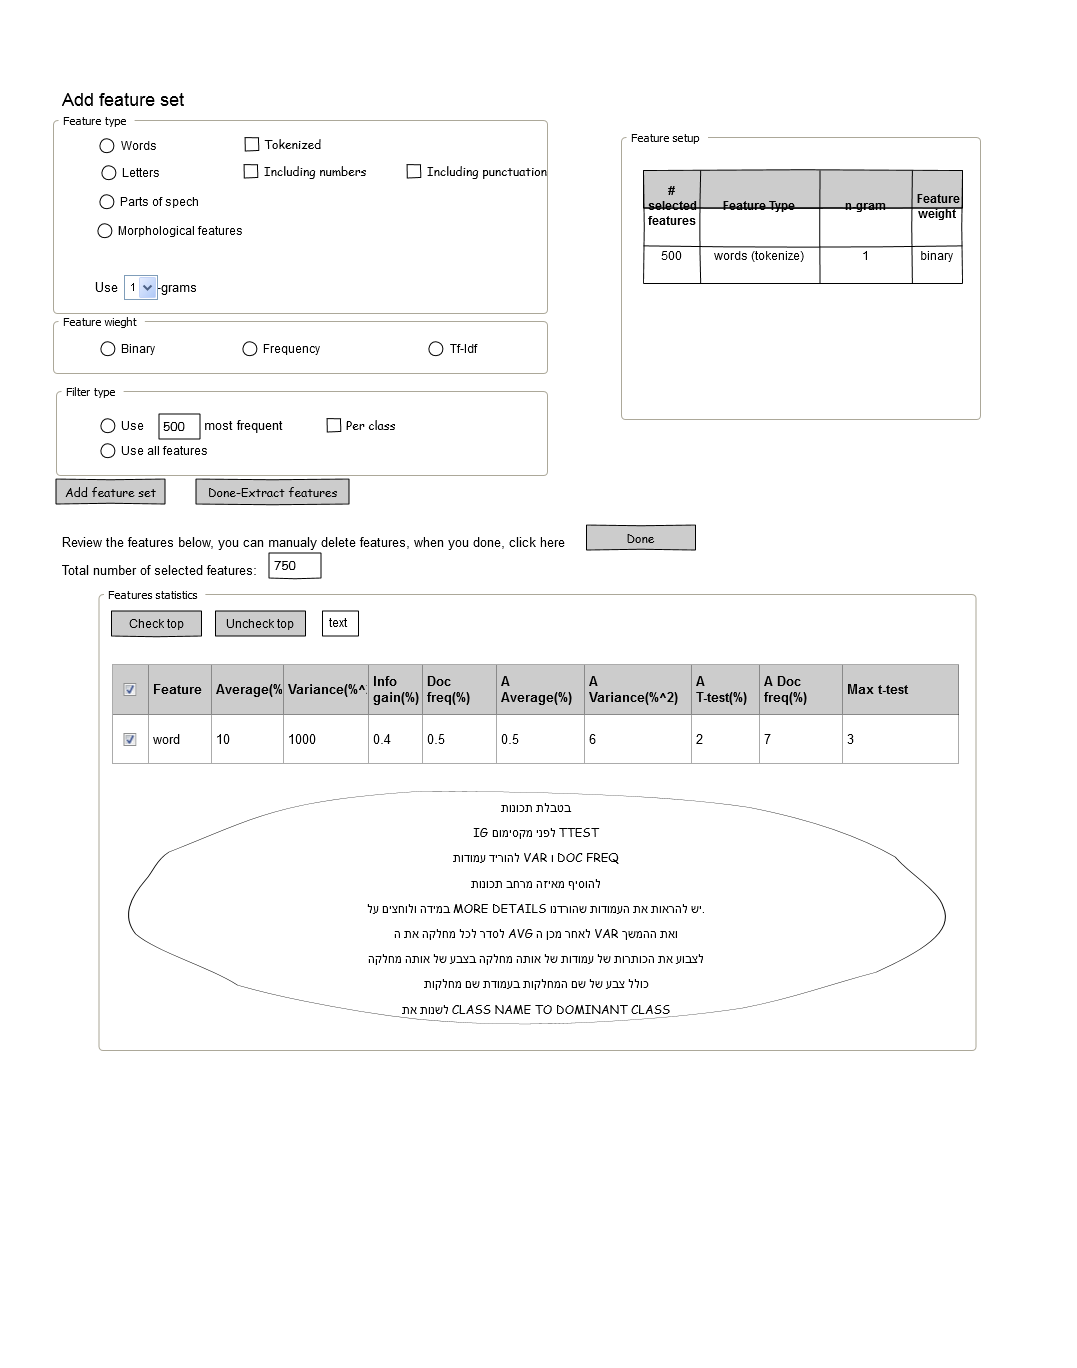 Add feature set
Feature type
Words Tokenized
Letters Including numbers Including punctuation
Parts of spech
Morphological features
Use 1 -grams
Feature wieght
Binary Frequency Tf-Idf
Filter type
Use 500 most frequent Per class
Use all features
Add feature set Done-Extract features
Feature setup
# selected features Feature Type n-gram Feature weight
500 words (tokenize) 1 binary
Review the features below, you can manualy delete features, when you done, click here Done
Total number of selected features: 750
Features statistics
Check top Uncheck top text
Feature Average(% Variance(%^ Info gain(%) Doc freq(%) A Average(%) A Variance(%^2) A T-test(%) A Doc freq(%) Max t-test
word 10 1000 0.4 0.5 0.5 6 2 7 3
בטבלת תכונות
IG לפני מקסימום TTEST
להוריד עמודות VAR ו DOC FREQ
להוסיף מאיזה מרחב תכונות
במידה ולוחצים על MORE DETAILS יש להראות את העמודות שהורדנו.
לסדר לכל מחלקה את ה AVG לאחר מכן ה VAR ואת ההמשך
לצבוע את הכותרות של עמודות של אותה מחלקה בצבע של אותה מחלקה
כולל צבע של שם המחלקות בעמודת שם מחלקות
לשנות את CLASS NAME TO DOMINANT CLASS